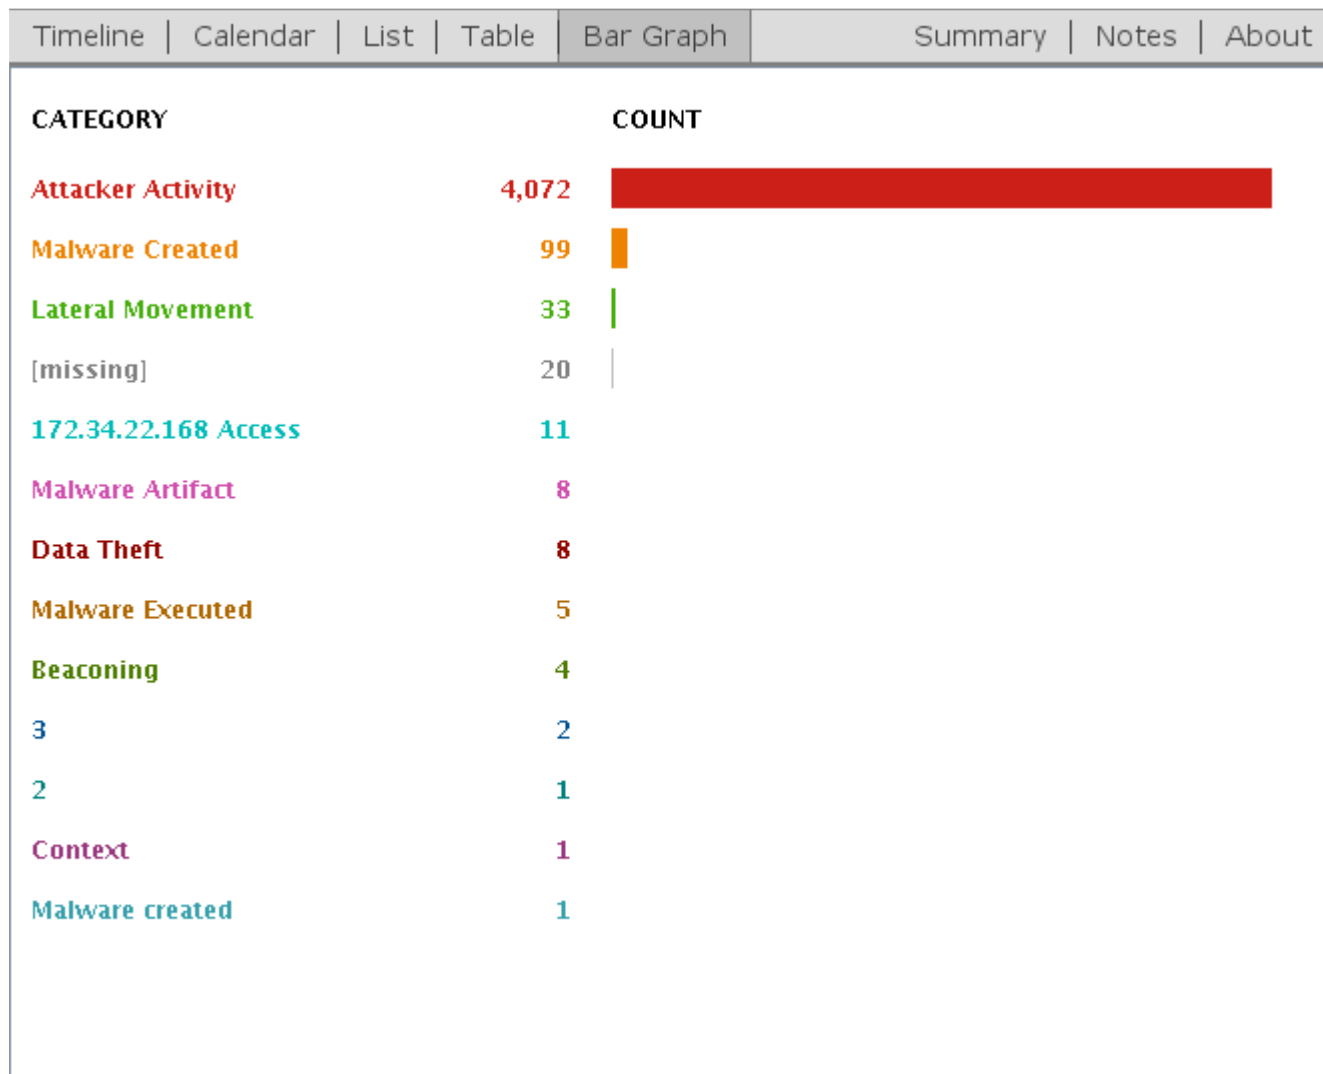 Timeline | Calendar | List | Table | Bar Graph Summary | Notes | About
CATEGORY COUNT
Attacker Activity 4,072
Malware Created 99
Lateral Movement 33
[missing] 20
172.34.22.168 Access 11
Malware Artifact 8
Data Theft 8
Malware Executed 5
Beaconing 4
3 2
2 1
Context 1
Malware created 1